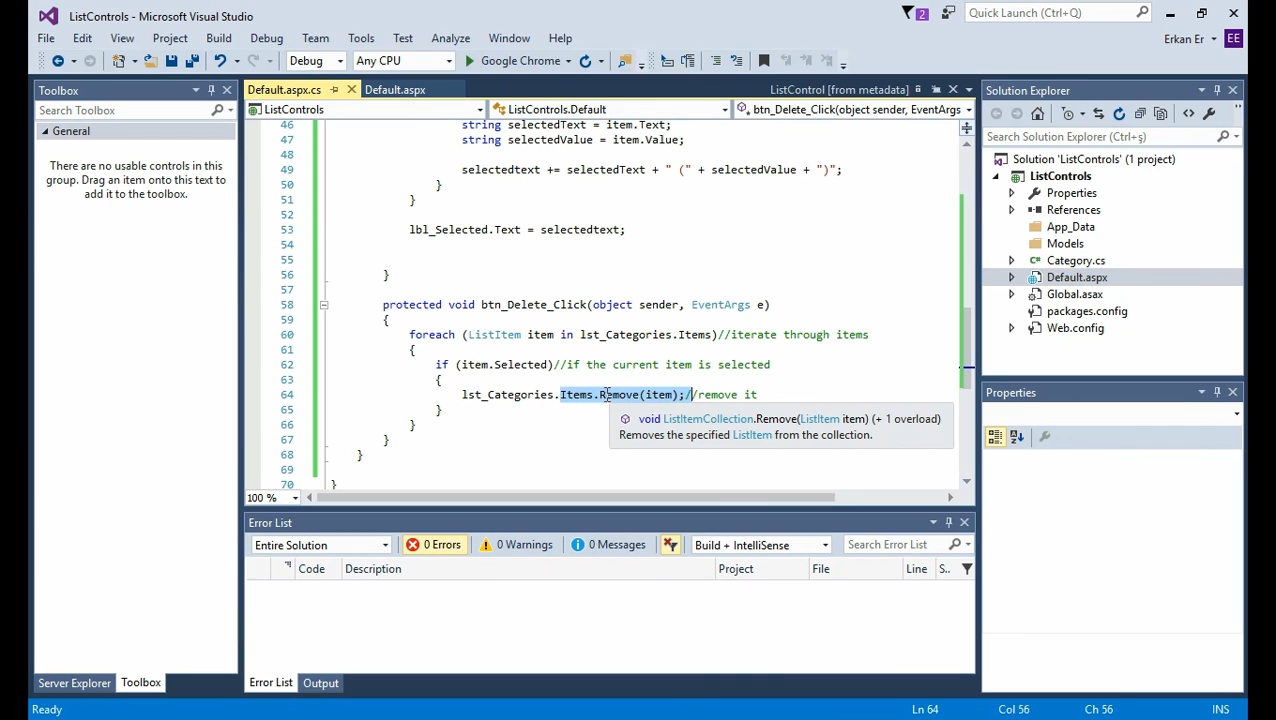 ListControls - Microsoft Visual Studio
2
Quick Launch (Ctrl+Q)
File Edit View Project Build Debug Team Tools Test Analyze Window Help
Erkan Er EE
Debug Any CPU Google Chrome
Toolbox
Search Toolbox
General
There are no usable controls in this
group. Drag an item onto this text to
add it to the toolbox.
Server Explorer Toolbox
Default.aspx.cs Default.aspx ListControl [from metadata]
ListControls ListControls.Default btn_Delete_Click(object sender, EventArgs
46 string selectedText = item.Text;
47 string selectedValue = item.Value;
48
49 selectedtext += selectedText + " (" + selectedValue + ")";
50 }
51 }
52
53 lbl_Selected.Text = selectedtext;
54
55
56 }
57
58 protected void btn_Delete_Click(object sender, EventArgs e)
59 {
60 foreach (ListItem item in lst_Categories.Items)//iterate through items
61 {
62 if (item.Selected)//if the current item is selected
63 {
64 lst_Categories.Items.Remove(item);//remove it
65 }
66 }
67 }
68 }
69
70 }
void ListItemCollection.Remove(ListItem item) (+ 1 overload)
Removes the specified ListItem from the collection.
100 %
Error List
Entire Solution 0 Errors 0 Warnings 0 Messages Build + IntelliSense Search Error List
Code Description Project File Line S..
Error List Output
Solution Explorer
Search Solution Explorer (Ctrl+ş)
Solution 'ListControls' (1 project)
ListControls
Properties
References
App_Data
Models
Category.cs
Default.aspx
Global.asax
packages.config
Web.config
Properties
Ready Ln 64 Col 56 Ch 56 INS